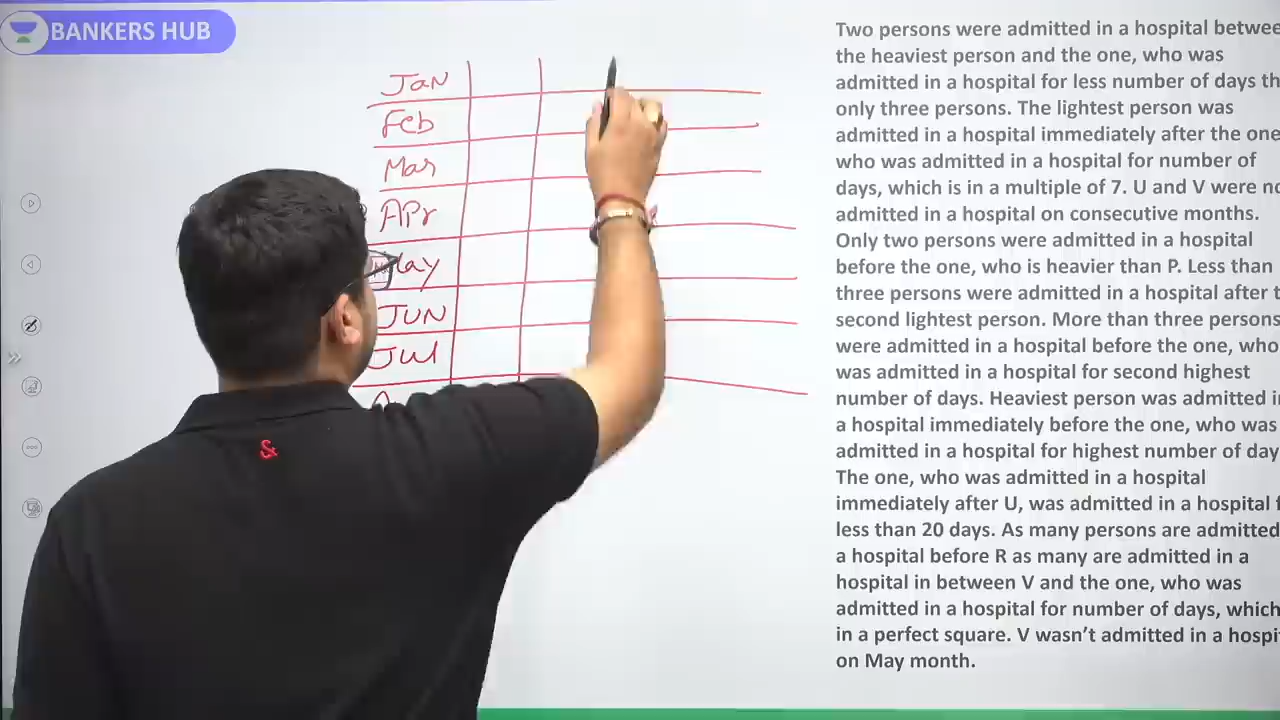 BANKERS HUB
Jan
Feb
Mar
APr
May
JUN
Jul
&
Two persons were admitted in a hospital
the heaviest person and the one, who was
admitted in a hospital for less number of days
only three persons. The lightest person was
admitted in a hospital immediately after the one
who was admitted in a hospital for number of
days, which is in a multiple of 7. U and V were
admitted in a hospital on consecutive months.
Only two persons were admitted in a hospital
before the one, who is heavier than P. Less than
three persons were admitted in a hospital after
second lightest person. More than three persons
were admitted in a hospital before the one, who
was admitted in a hospital for second highest
number of days. Heaviest person was admitted
a hospital immediately before the one, who was
admitted in a hospital for highest number of
The one, who was admitted in a hospital
immediately after U, was admitted in a hospital
less than 20 days. As many persons are admitted
a hospital before R as many are admitted in a
hospital in between V and the one, who was
admitted in a hospital for number of days, which
in a perfect square. V wasn't admitted in a
on May month.